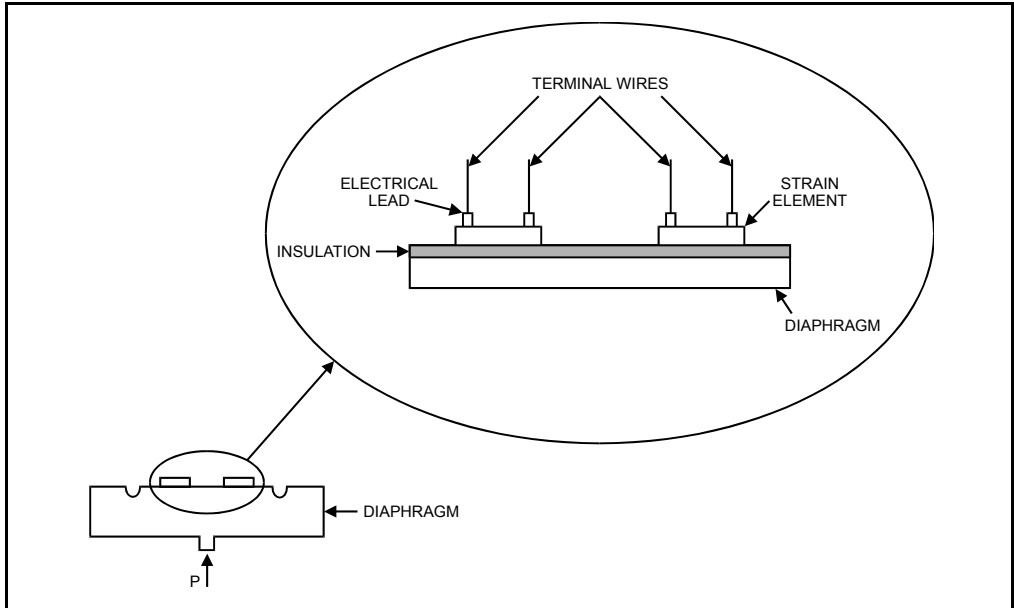 TERMINAL WIRES
ELECTRICAL
LEAD
STRAIN
ELEMENT
INSULATION
DIAPHRAGM
DIAPHRAGM
P